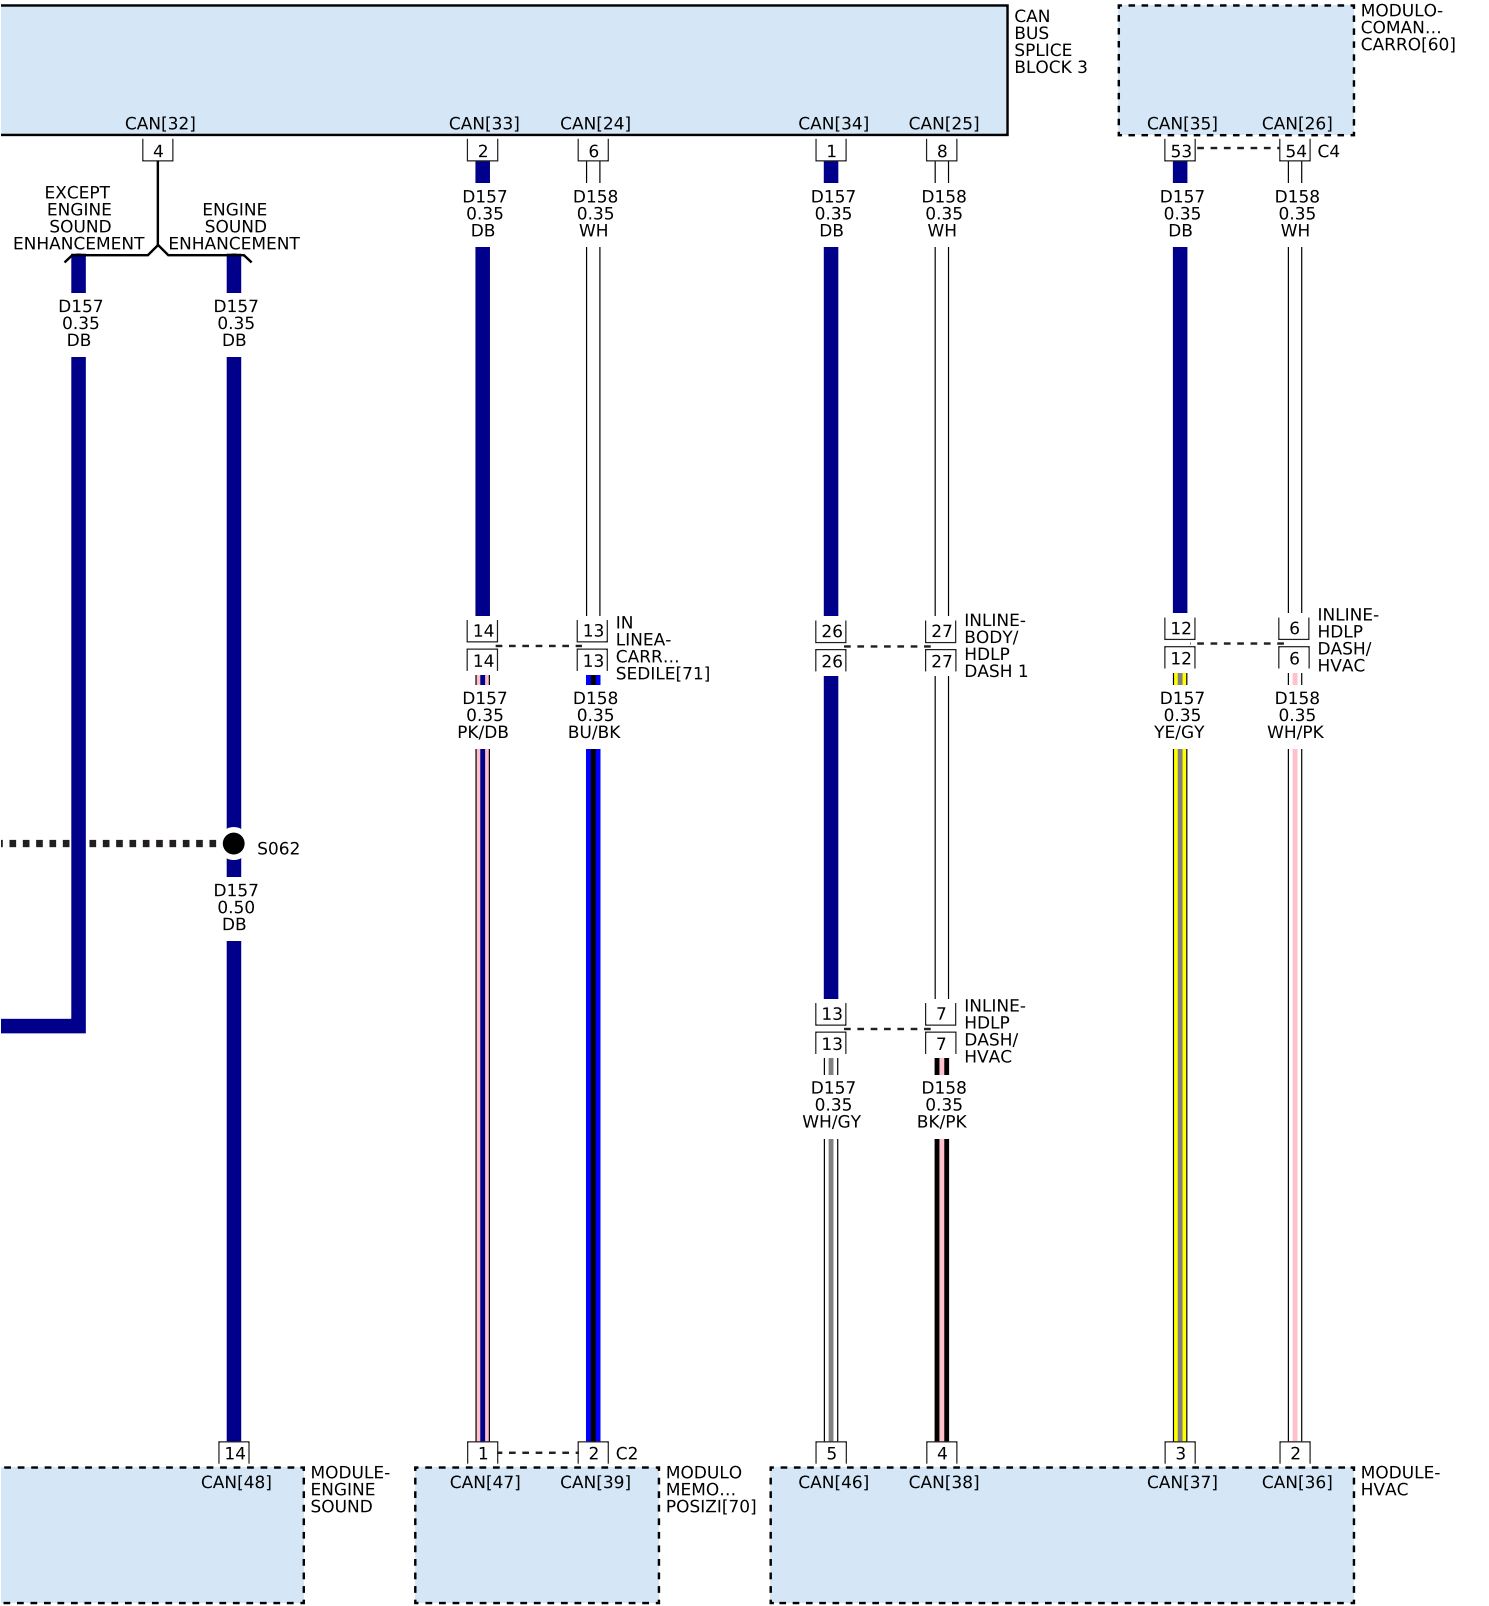 CAN
BUS
SPLICE
BLOCK 3
MODULO-
COMAN...
CARRO[60]
CAN[32]
CAN[33]
CAN[24]
CAN[34]
CAN[25]
CAN[35]
CAN[26]
4
2
6
1
8
53
54
C4
EXCEPT
ENGINE
SOUND
ENHANCEMENT
ENGINE
SOUND
ENHANCEMENT
D157
0.35
DB
D158
0.35
WH
D157
0.35
DB
D158
0.35
WH
D157
0.35
DB
D158
0.35
WH
D157
0.35
DB
D157
0.35
DB
14
13
14
13
IN
LINEA-
CARR...
SEDILE[71]
26
27
26
27
INLINE-
BODY/
HDLP
DASH 1
12
6
12
6
INLINE-
HDLP
DASH/
HVAC
D157
0.35
PK/DB
D158
0.35
BU/BK
D157
0.35
YE/GY
D158
0.35
WH/PK
S062
D157
0.50
DB
13
7
13
7
INLINE-
HDLP
DASH/
HVAC
D157
0.35
WH/GY
D158
0.35
BK/PK
14
1
2
C2
5
4
3
2
CAN[48]
MODULE-
ENGINE
SOUND
CAN[47]
CAN[39]
MODULO
MEMO...
POSIZI[70]
CAN[46]
CAN[38]
CAN[37]
CAN[36]
MODULE-
HVAC